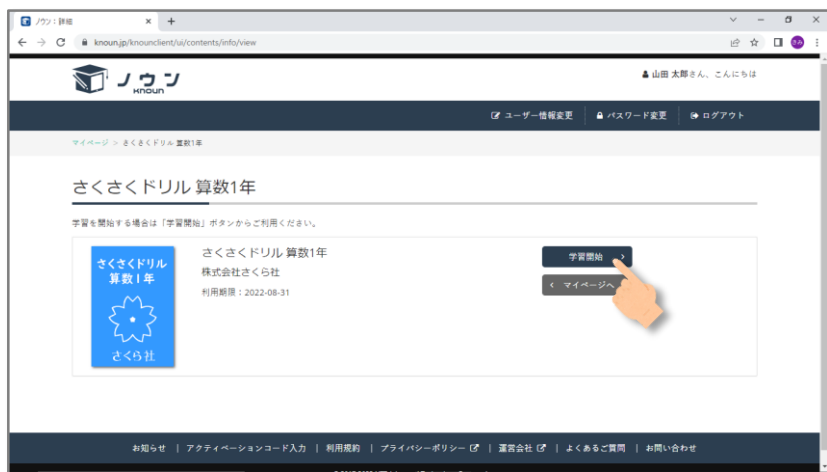 ノウン：詳細
knoun.jp/knounclient/ui/contents/info/view
さみ
ノウン
KNOUN
山田 太郎さん、こんにちは
ユーザー情報変更 パスワード変更 ログアウト
マイページ > さくさくドリル 算数1年
さくさくドリル 算数1年
学習を開始する場合は「学習開始」ボタンからご利用ください。
さくさくドリル
算数1年
さくら社
さくさくドリル 算数1年
株式会社さくら社
利用期限：2022-08-31
学習開始 >
< マイページへ
お知らせ | アクティベーションコード入力 | 利用規約 | プライバシーポリシー | 運営会社 | よくあるご質問 | お問い合わせ